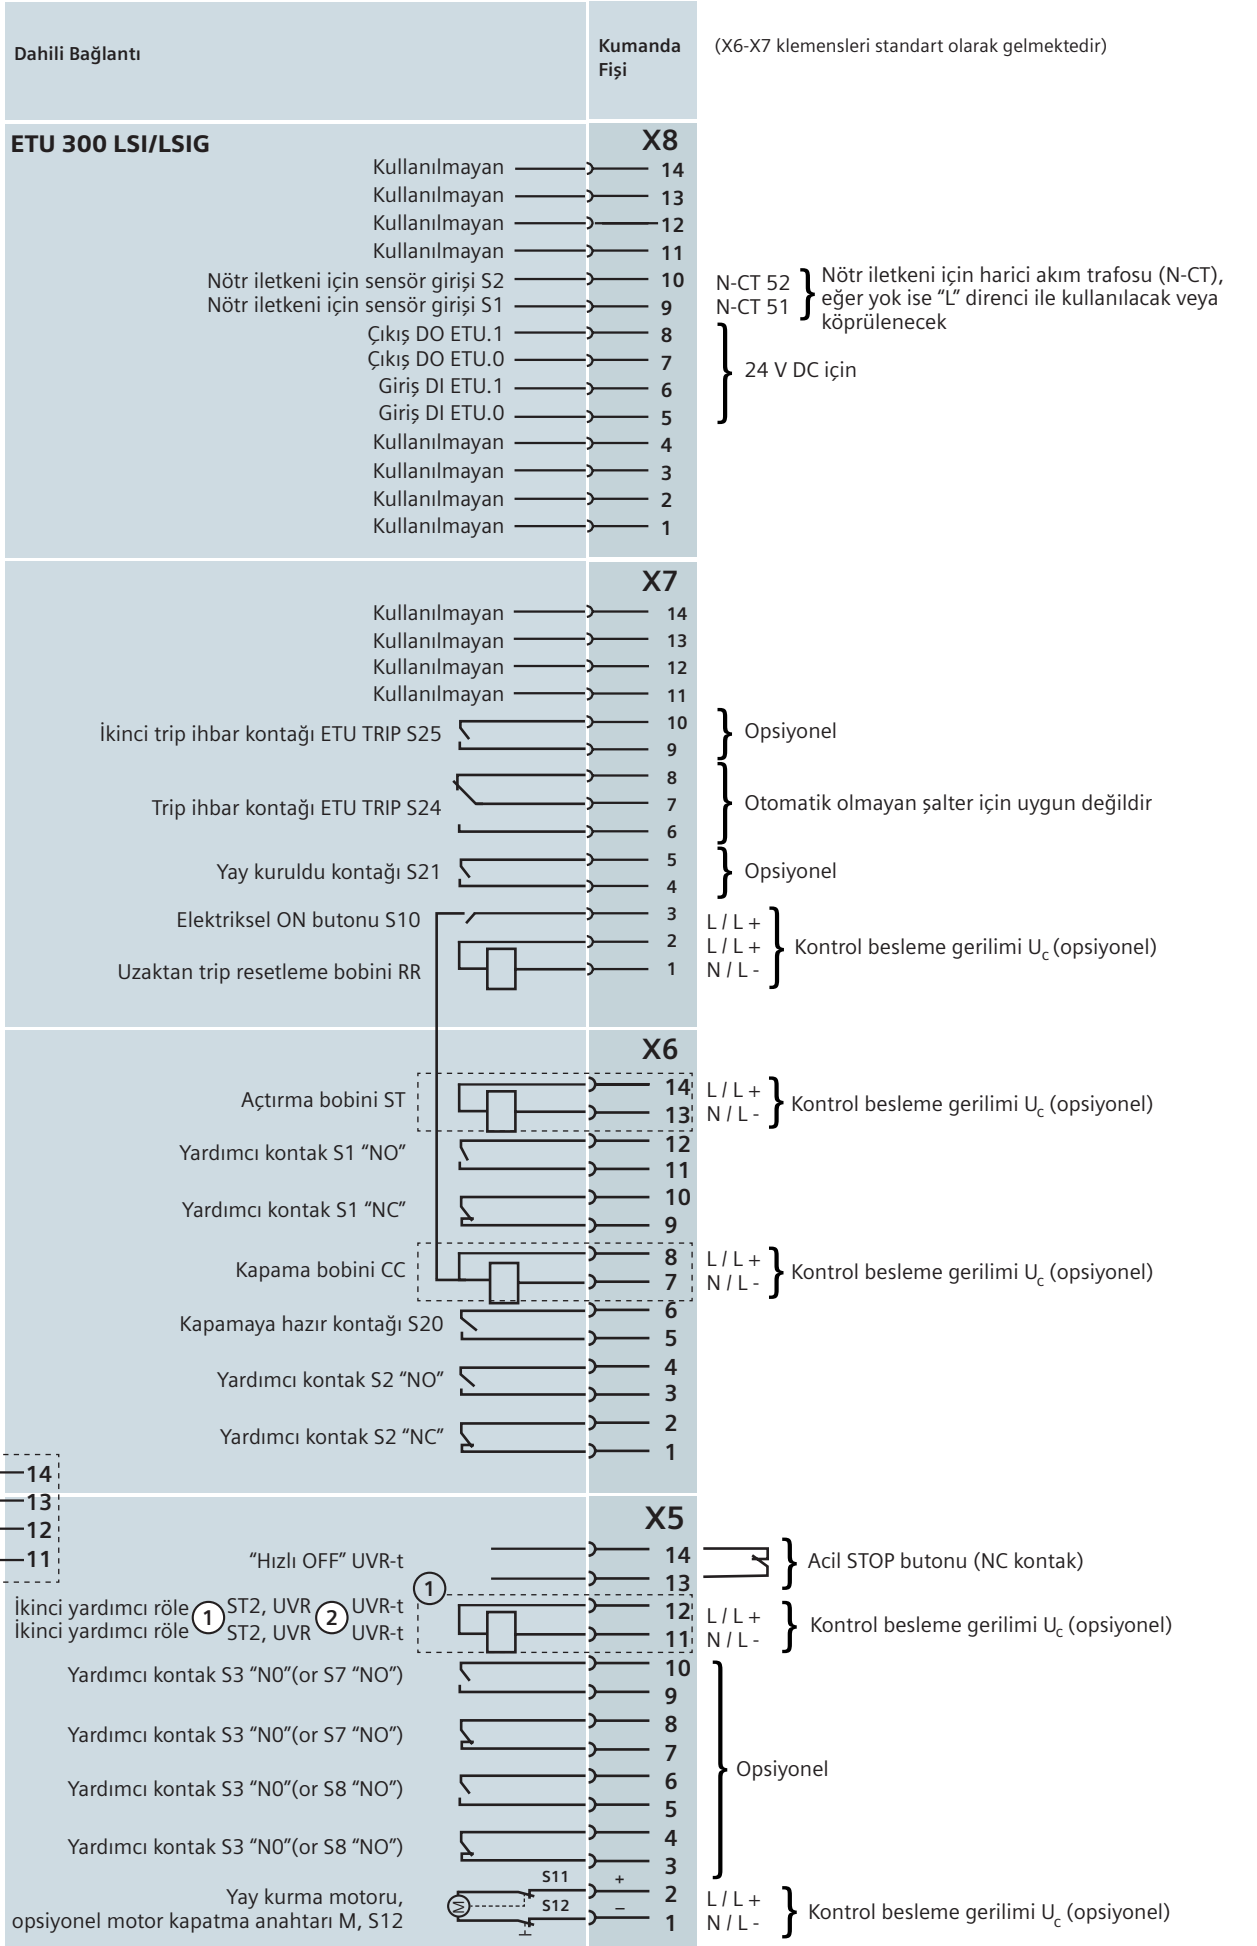 Dahili Bağlantı
Kumanda
Fişi
(X6-X7 klemensleri standart olarak gelmektedir)
ETU 300 LSI/LSIG
X8
Kullanılmayan 14
Kullanılmayan 13
Kullanılmayan 12
Kullanılmayan 11
Nötr iletkeni için sensör girişi S2 10 N-CT 52
Nötr iletkeni için sensör girişi S1 9 N-CT 51
Nötr iletkeni için harici akım trafosu (N-CT),
eğer yok ise "L" direnci ile kullanılacak veya
köprülenecek
Çıkış DO ETU.1 8
Çıkış DO ETU.0 7
Giriş DI ETU.1 6
Giriş DI ETU.0 5
24 V DC için
Kullanılmayan 4
Kullanılmayan 3
Kullanılmayan 2
Kullanılmayan 1
X7
Kullanılmayan 14
Kullanılmayan 13
Kullanılmayan 12
Kullanılmayan 11
İkinci trip ihbar kontağı ETU TRIP S25
10
9
Opsiyonel
Trip ihbar kontağı ETU TRIP S24
8
7
6
Otomatik olmayan şalter için uygun değildir
Yay kuruldu kontağı S21
5
4
Opsiyonel
Elektriksel ON butonu S10
3 L / L +
2 L / L +
Uzaktan trip resetleme bobini RR
1 N / L -
Kontrol besleme gerilimi Uc (opsiyonel)
X6
Açtırma bobini ST
14 L / L +
13 N / L -
Kontrol besleme gerilimi Uc (opsiyonel)
Yardımcı kontak S1 "NO"
12
11
Yardımcı kontak S1 "NC"
10
9
Kapama bobini CC
8 L / L +
7 N / L -
Kontrol besleme gerilimi Uc (opsiyonel)
Kapamaya hazır kontağı S20
6
5
Yardımcı kontak S2 "NO"
4
3
Yardımcı kontak S2 "NC"
2
1
14
13
12
11
X5
"Hızlı OFF" UVR-t
14
13
Acil STOP butonu (NC kontak)
1
İkinci yardımcı röle 1 ST2, UVR 2 UVR-t
İkinci yardımcı röle ST2, UVR UVR-t
12 L / L +
11 N / L -
Kontrol besleme gerilimi Uc (opsiyonel)
Yardımcı kontak S3 "N0"(or S7 "NO")
10
9
Yardımcı kontak S3 "N0"(or S7 "NO")
8
7
Yardımcı kontak S3 "N0"(or S8 "NO")
6
5
Yardımcı kontak S3 "N0"(or S8 "NO")
4
3
Opsiyonel
Yay kurma motoru,
opsiyonel motor kapatma anahtarı M, S12
M
S11 + 2 L / L +
S12 – 1 N / L -
Kontrol besleme gerilimi Uc (opsiyonel)